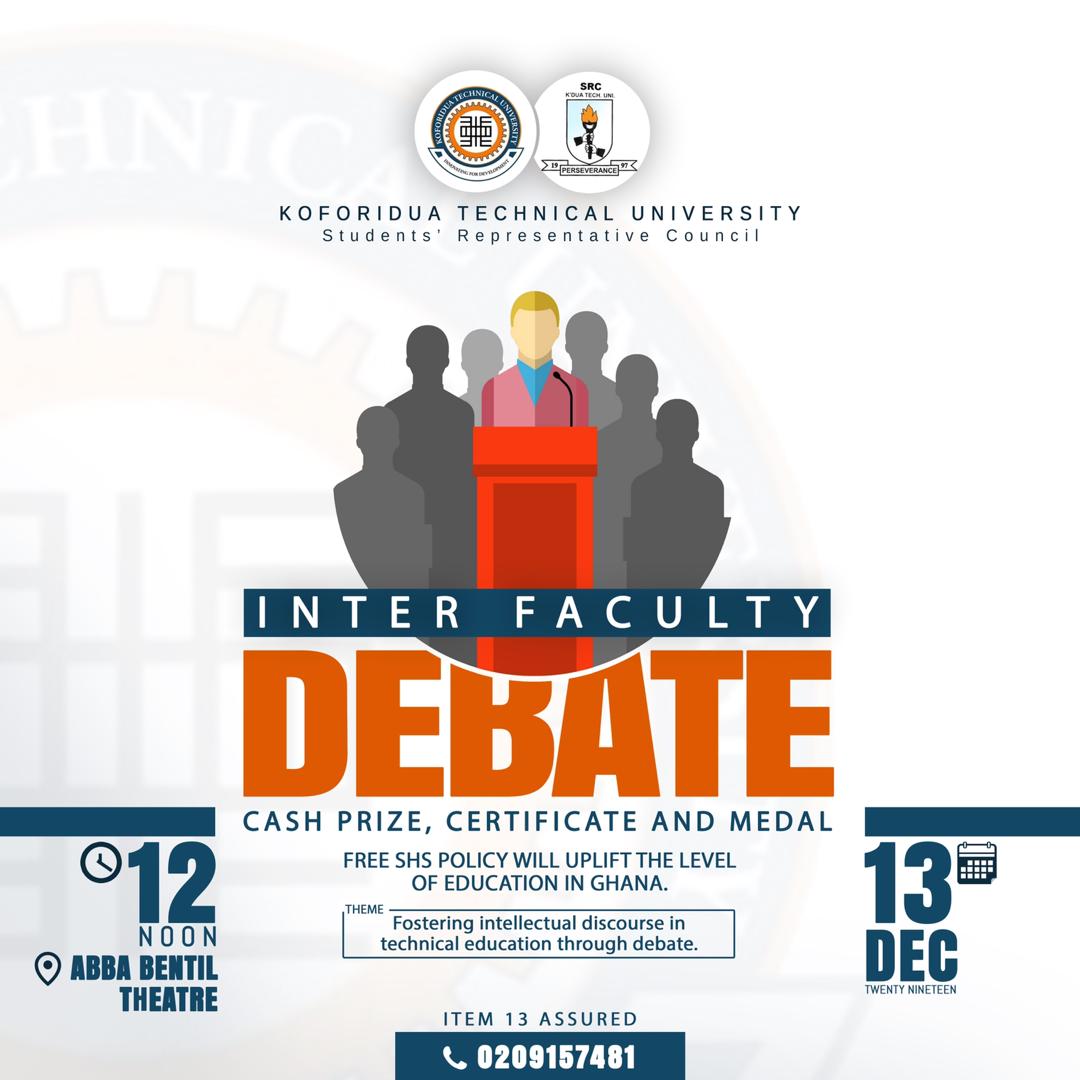 KOFORIDUA TECHNICAL UNIVERSITY
INNOVATING FOR DEVELOPMENT
SRC
K'DUA TECH. UNI.
19 97
PERSEVERANCE
KOFORIDUA TECHNICAL UNIVERSITY
Students' Representative Council
INTER FACULTY
DEBATE
CASH PRIZE, CERTIFICATE AND MEDAL
FREE SHS POLICY WILL UPLIFT THE LEVEL
OF EDUCATION IN GHANA.
THEME
Fostering intellectual discourse in
technical education through debate.
12
NOON
ABBA BENTIL
THEATRE
13
DEC
TWENTY NINETEEN
ITEM 13 ASSURED
0209157481